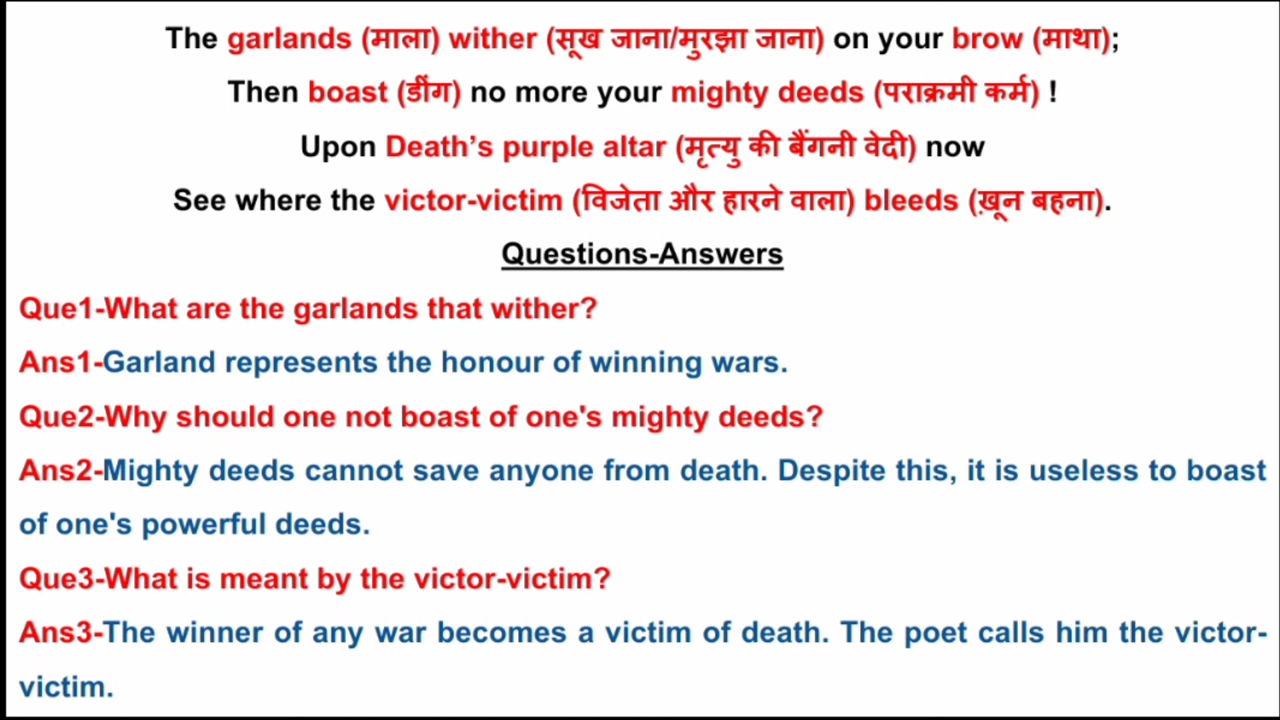 The garlands (माला) wither (सूख जाना/मुरझा जाना) on your brow (माथा);
Then boast (डींग) no more your mighty deeds (पराक्रमी कर्म) !
Upon Death's purple altar (मृत्यु की बैंगनी वेदी) now
See where the victor-victim (विजेता और हारने वाला) bleeds (ख़ून बहना).
Questions-Answers
Que1-What are the garlands that wither?
Ans1-Garland represents the honour of winning wars.
Que2-Why should one not boast of one's mighty deeds?
Ans2-Mighty deeds cannot save anyone from death. Despite this, it is useless to boast
of one's powerful deeds.
Que3-What is meant by the victor-victim?
Ans3-The winner of any war becomes a victim of death. The poet calls him the victor-
victim.